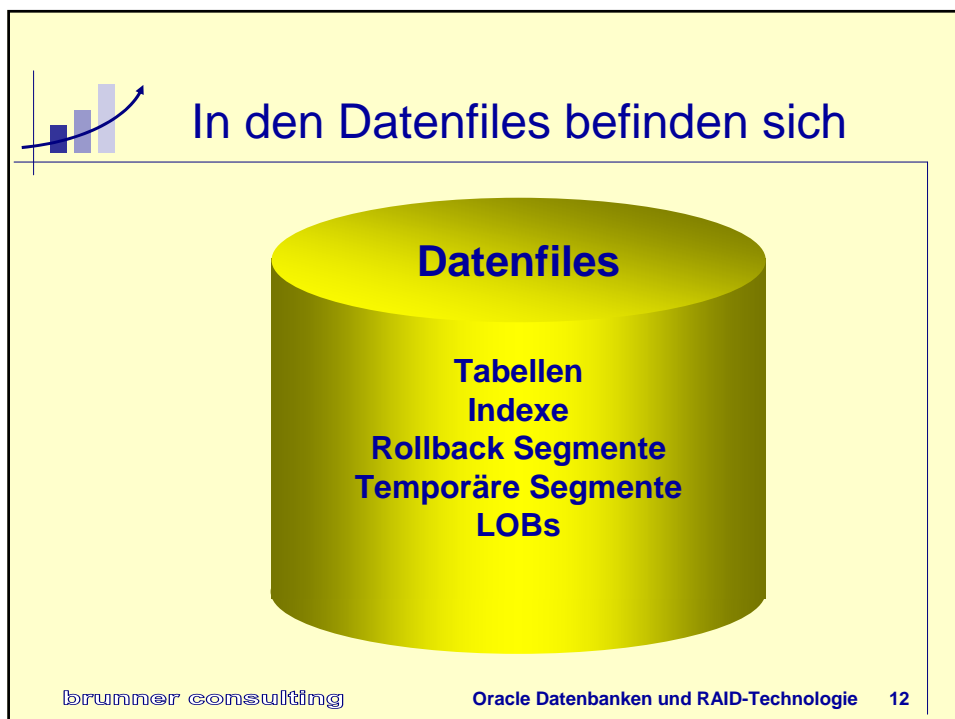 In den Datenfiles befinden sich
Datenfiles
Tabellen
Indexe
Rollback Segmente
Temporäre Segmente
LOBs
brunner consulting
Oracle Datenbanken und RAID-Technologie 12